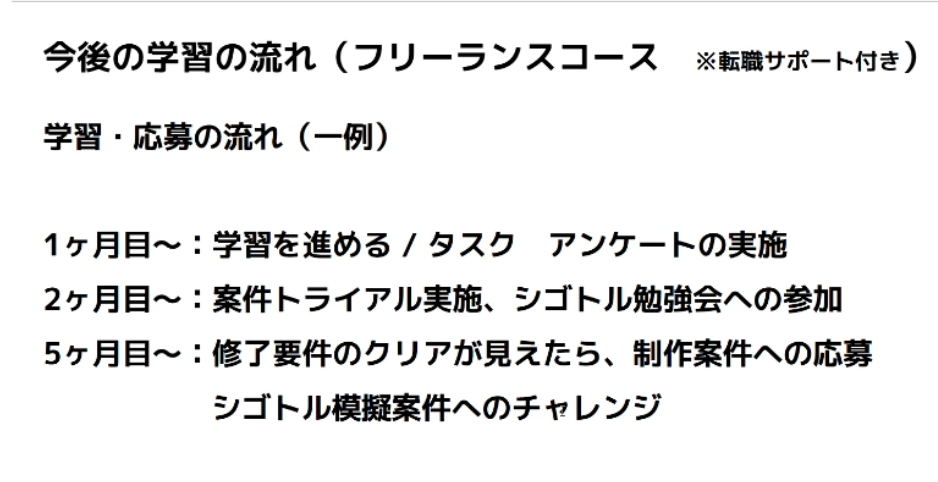 今後の学習の流れ（フリーランスコース　※転職サポート付き）
学習・応募の流れ（一例）
1ヶ月目〜：学習を進める / タスク　アンケートの実施
2ヶ月目〜：案件トライアル実施、シゴトル勉強会への参加
5ヶ月目〜：修了要件のクリアが見えたら、制作案件への応募
シゴトル模擬案件へのチャレンジ